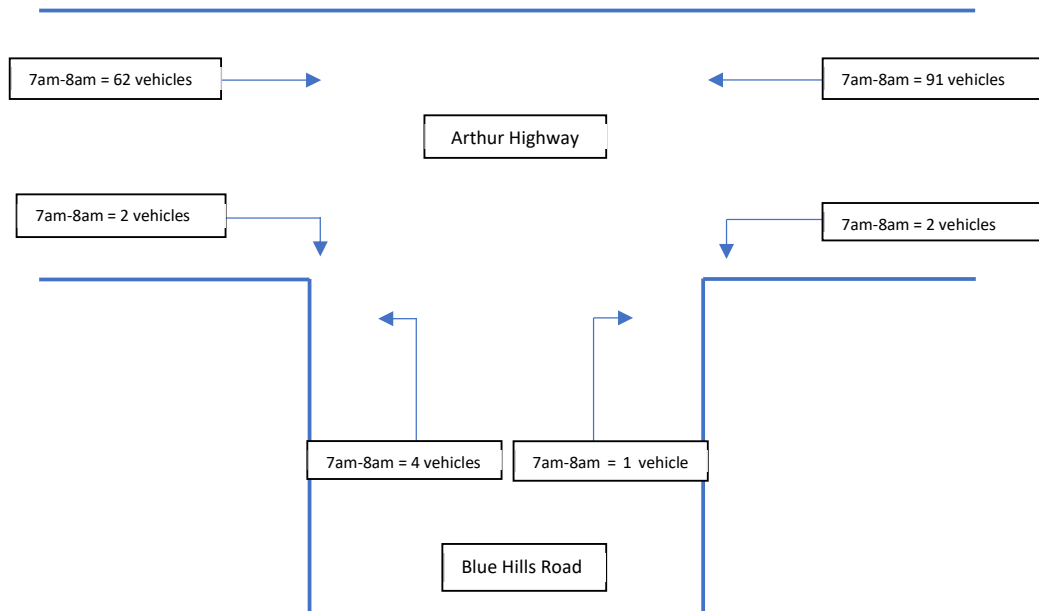 7am-8am = 62 vehicles
7am-8am = 91 vehicles
Arthur Highway
7am-8am = 2 vehicles
7am-8am = 2 vehicles
7am-8am = 4 vehicles
7am-8am = 1 vehicle
Blue Hills Road